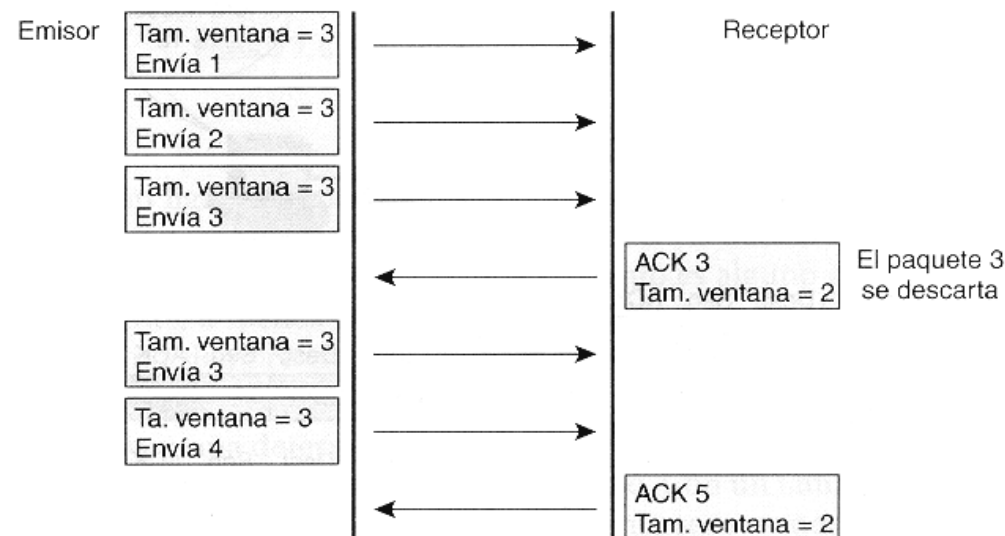 Emisor
Receptor
Tam. ventana = 3
Envía 1
Tam. ventana = 3
Envía 2
Tam. ventana = 3
Envía 3
ACK 3
Tam. ventana = 2
El paquete 3
se descarta
Tam. ventana = 3
Envía 3
Ta. ventana = 3
Envía 4
ACK 5
Tam. ventana = 2